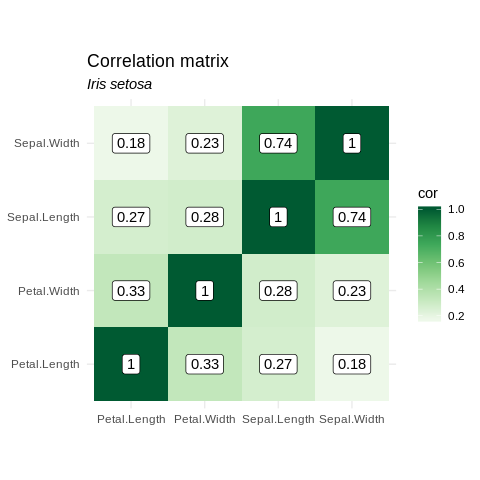 Correlation matrix
Iris setosa
Sepal.Width 0.18 0.23 0.74 1
Sepal.Length 0.27 0.28 1 0.74
Petal.Width 0.33 1 0.28 0.23
Petal.Length 1 0.33 0.27 0.18
Petal.Length Petal.Width Sepal.Length Sepal.Width
cor
1.0
0.8
0.6
0.4
0.2